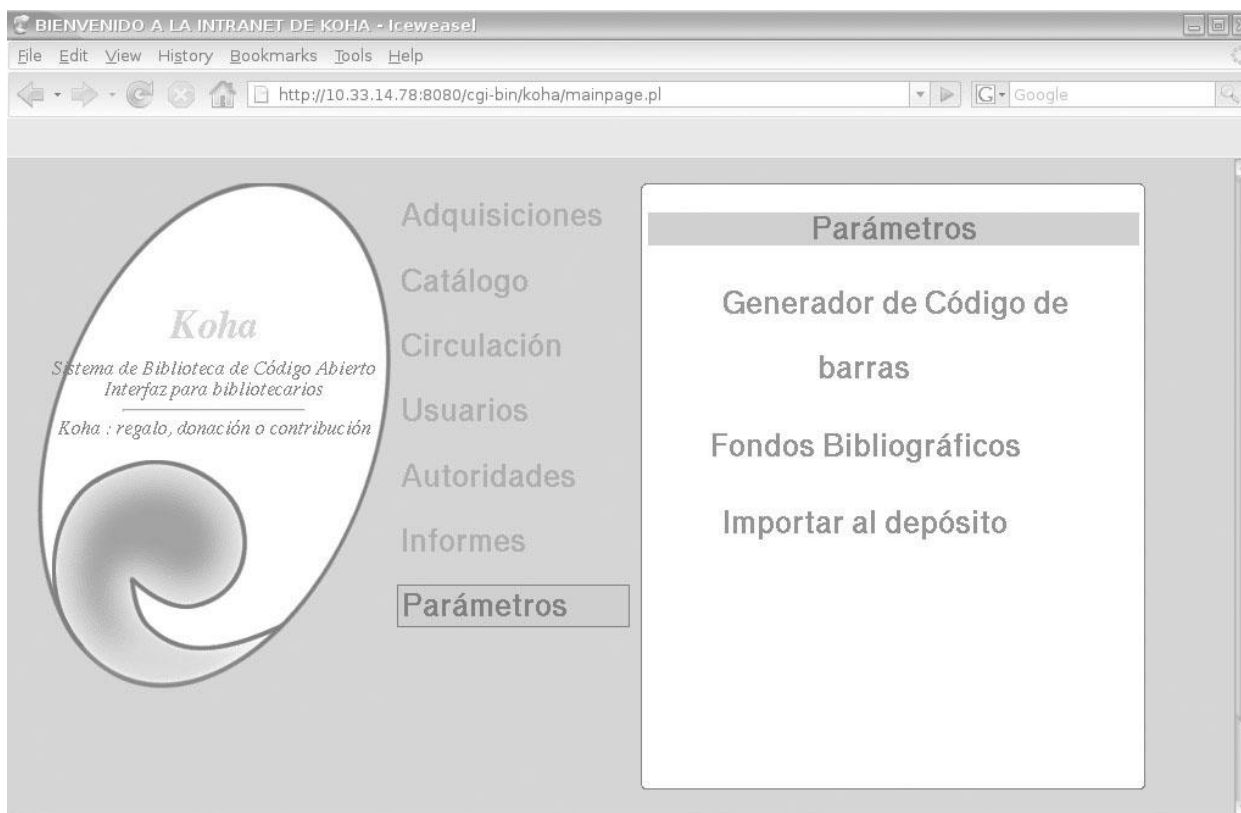 BIENVENIDO A LA INTRANET DE KOHA - Iceweasel
File Edit View History Bookmarks Tools Help
http://10.33.14.78:8080/cgi-bin/koha/mainpage.pl
G Google
Koha
Sistema de Biblioteca de Código Abierto
Interfaz para bibliotecarios
Koha : regalo, donación o contribución
Adquisiciones
Catálogo
Circulación
Usuarios
Autoridades
Informes
Parámetros
Parámetros
Generador de Código de
barras
Fondos Bibliográficos
Importar al depósito